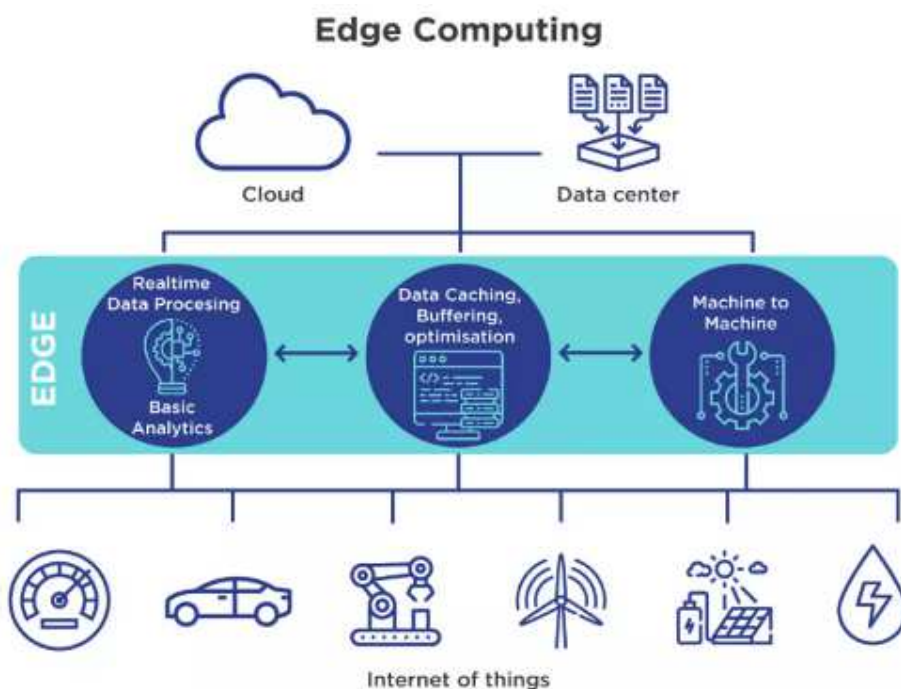 Edge Computing
Cloud
Data center
EDGE
Realtime
Data Procesing
Basic
Analytics
Data Caching,
Buffering,
optimisation
Machine to
Machine
Internet of things